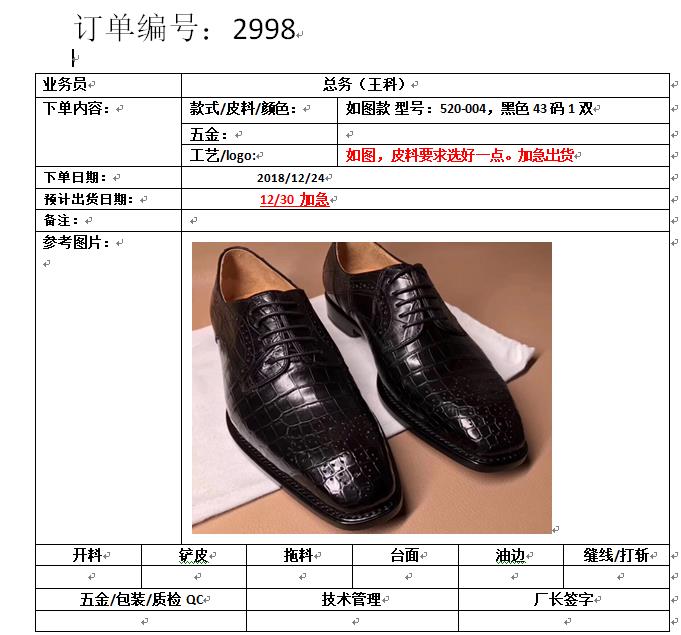 订单编号：2998
业务员 总务（王科）
下单内容： 款式/皮料/颜色： 如图款 型号：520-004，黑色 43 码 1 双
五金：
工艺/logo: 如图，皮料要求选好一点。加急出货
下单日期： 2018/12/24
预计出货日期： 12/30 加急
备注：
参考图片：
开料 铲皮 拖料 台面 油边 缝线/打斩
五金/包装/质检 QC 技术管理 厂长签字